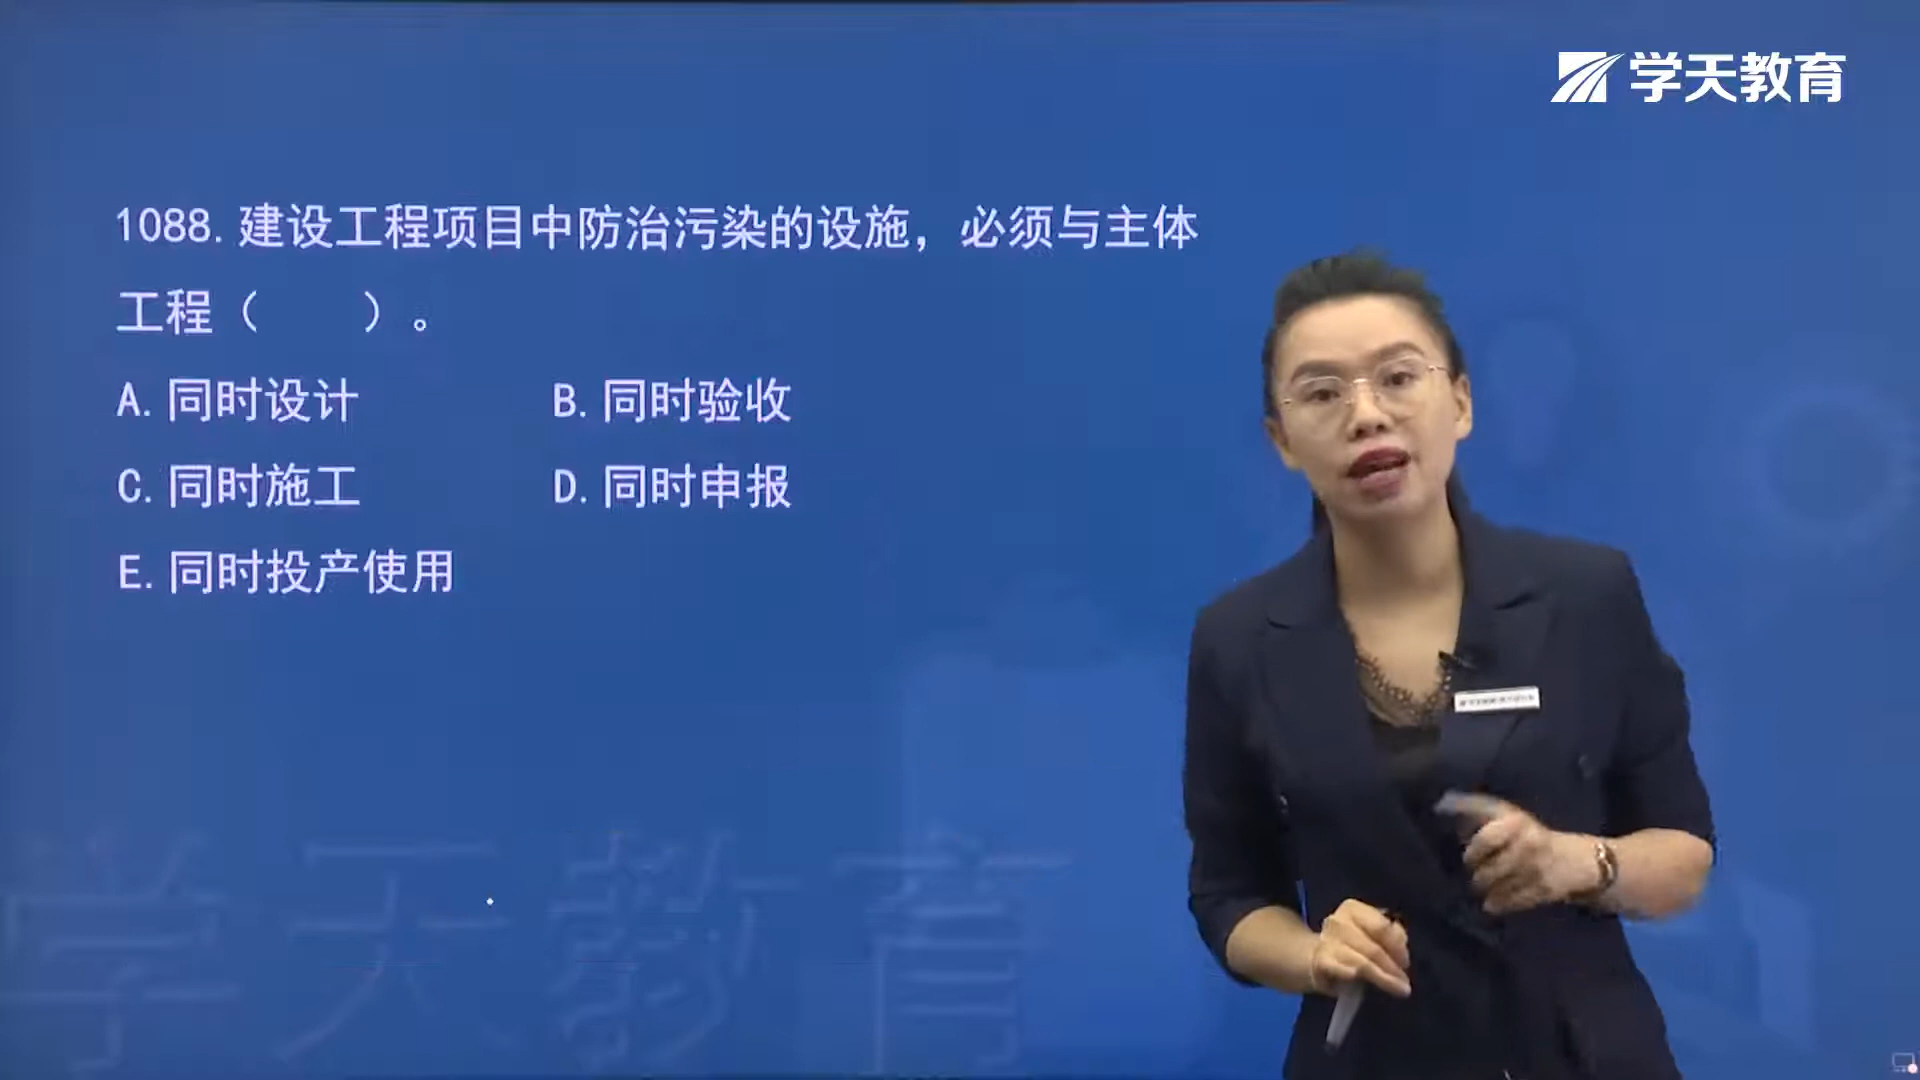 学天教育
1088.建设工程项目中防治污染的设施，必须与主体
工程（　　）。
A.同时设计 B.同时验收
C.同时施工 D.同时申报
E.同时投产使用
学天教育